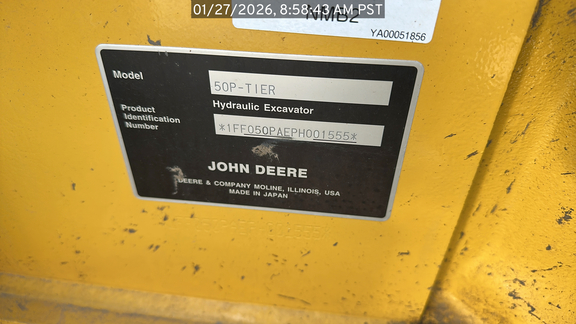 01/27/2026, 8:58:43 AM PST
NMB2
YA00051856
Model
50P-TIER
Hydraulic Excavator
Product
Identification
Number
*1FF050PAEPH001555*
JOHN DEERE
DEERE & COMPANY MOLINE, ILLINOIS, USA
MADE IN JAPAN